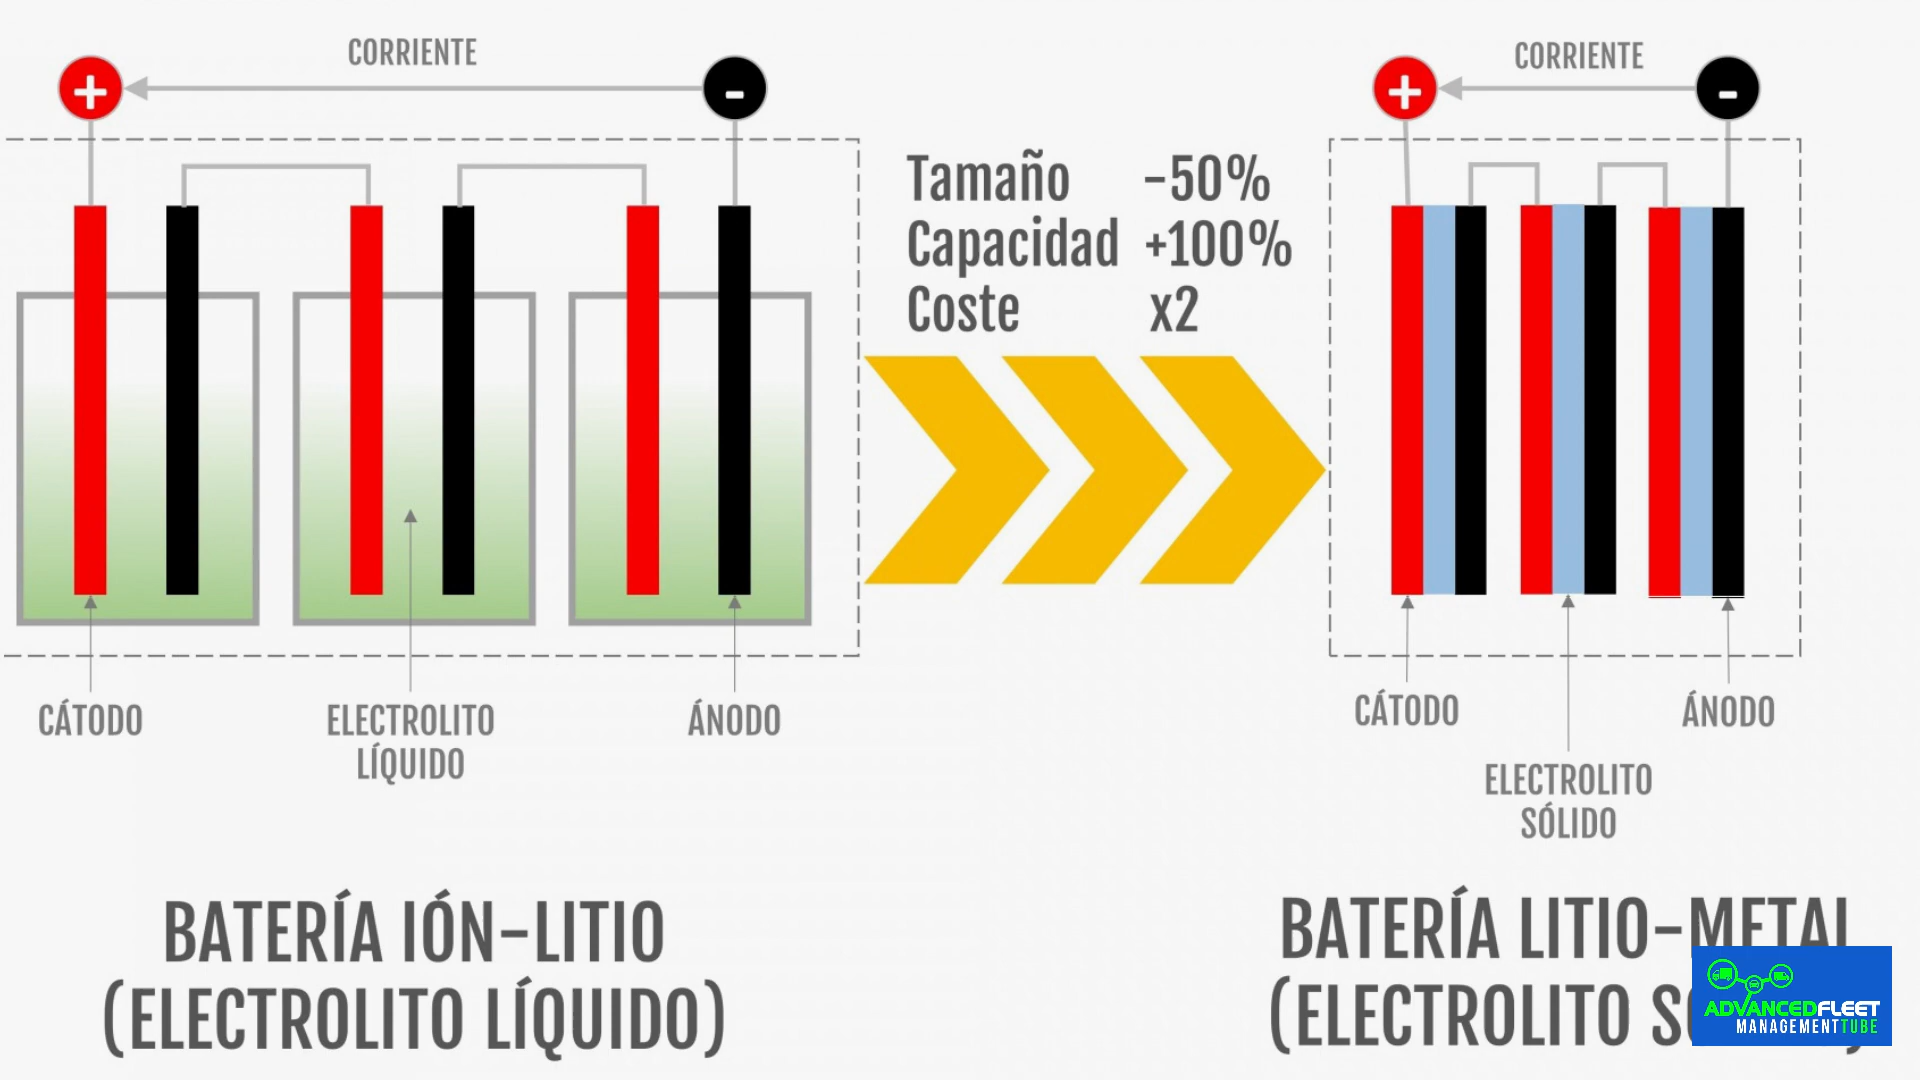 CORRIENTE
+
-
CÁTODO
ELECTROLITO
LÍQUIDO
ÁNODO
BATERÍA IÓN-LITIO
(ELECTROLITO LÍQUIDO)
Tamaño -50%
Capacidad +100%
Coste x2
CORRIENTE
+
-
CÁTODO
ELECTROLITO
SÓLIDO
ÁNODO
BATERÍA LITIO-METAL
(ELECTROLITO
ADVANCEDFLEET
MANAGEMENTTUBE